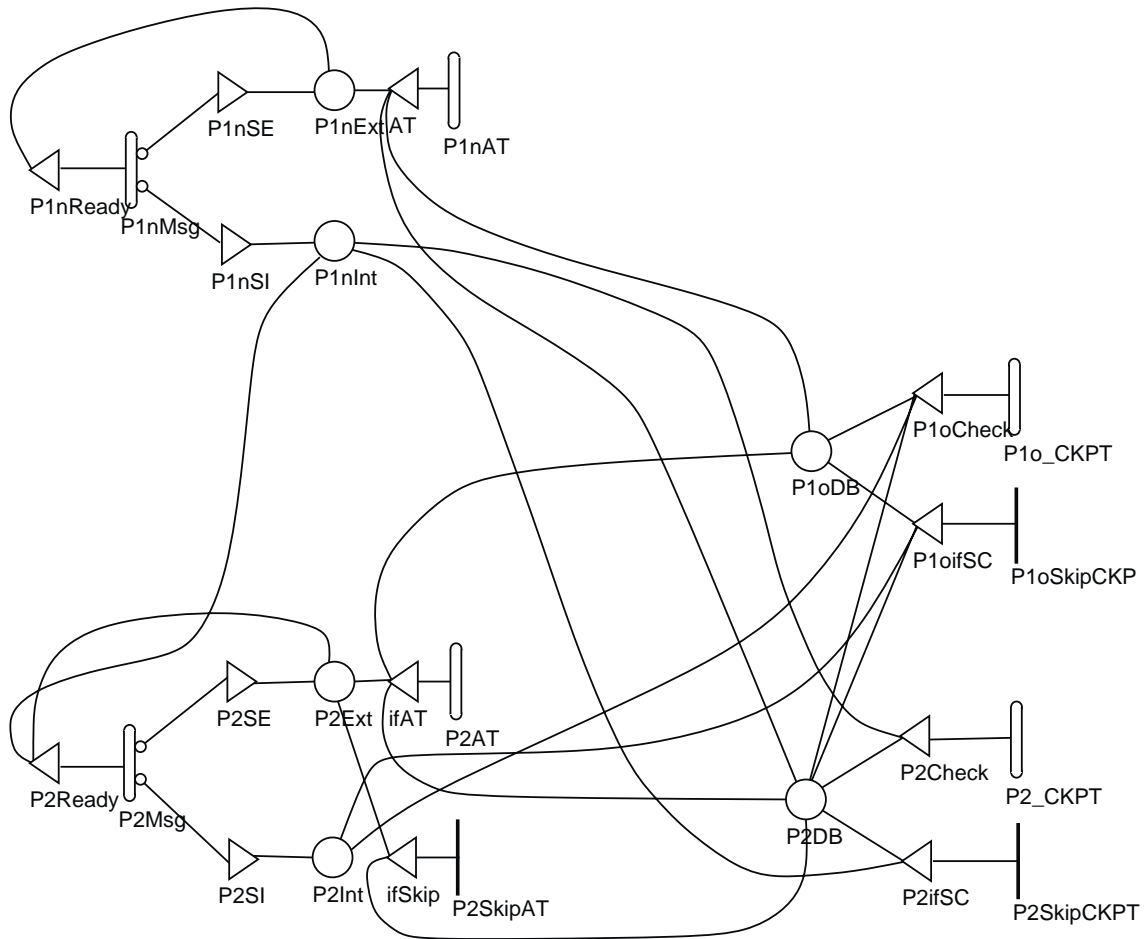 P1nSE
P1nExt
AT
P1nAT
P1nReady
P1nMsg
P1nSI
P1nInt
P1oCheck
P1o_CKPT
P1oDB
P1oifSC
P1oSkipCKP
P2SE
P2Ext
ifAT
P2AT
P2Ready
P2Msg
P2Check
P2_CKPT
P2DB
P2SI
P2Int
ifSkip
P2SkipAT
P2ifSC
P2SkipCKPT